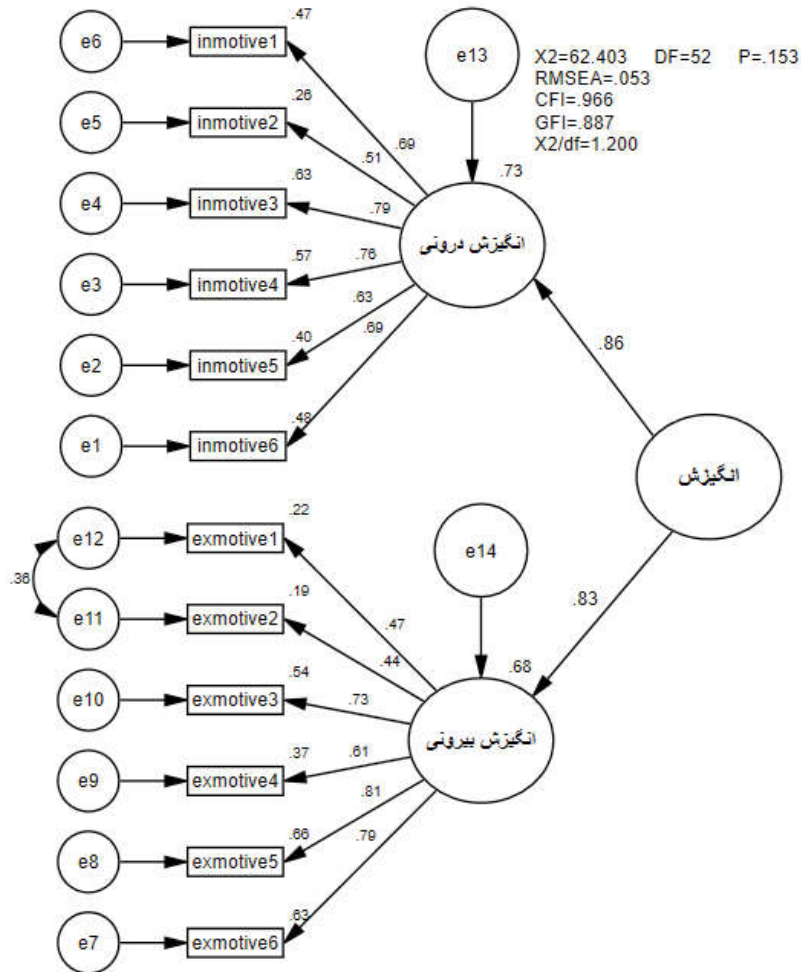 X2=62.403 DF=52 P=.153
RMSEA=.053
CFI=.966
GFI=.887
X2/df=1.200
e13
.73
انگیزش درونی
e6
inmotive1
.47
.69
e5
inmotive2
.26
.51
e4
inmotive3
.63
.79
e3
inmotive4
.57
.76
e2
inmotive5
.40
.63
e1
inmotive6
.48
.69
.86
انگیزش
.83
e14
.68
انگیزش بیرونی
e12
exmotive1
.22
.47
.36
e11
exmotive2
.19
.44
e10
exmotive3
.54
.73
e9
exmotive4
.37
.61
e8
exmotive5
.66
.81
e7
exmotive6
.63
.79